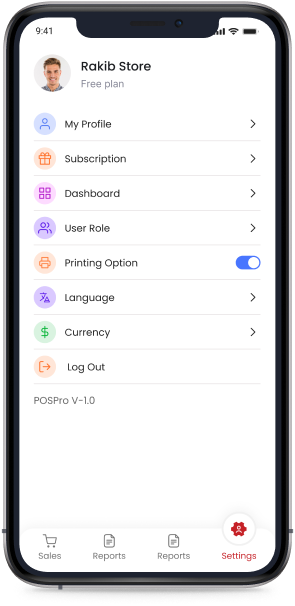 9:41
Rakib Store
Free plan
My Profile
Subscription
Dashboard
User Role
Printing Option
Language
Currency
Log Out
POSPro V-1.0
Sales
Reports
Reports
Settings